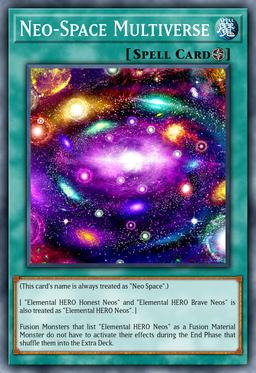 NEO-SPACE MULTIVERSE
[SPELL CARD]
(This card's name is always treated as "Neo Space".)
[ "Elemental HERO Honest Neos" and "Elemental HERO Brave Neos" is
also treated as "Elemental HERO Neos". ]
Fusion Monsters that list "Elemental HERO Neos" as a Fusion Material
Monster do not have to activate their effects during the End Phase that
shuffle them into the Extra Deck.